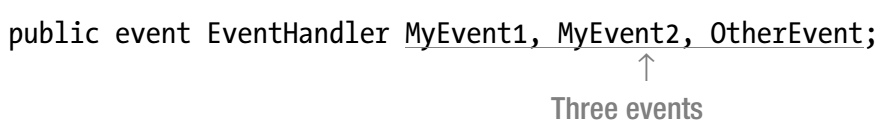 public event EventHandler MyEvent1, MyEvent2, OtherEvent;
↑
Three events